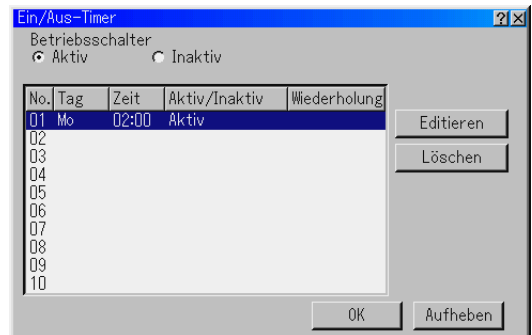 Ein/Aus-Timer
Betriebsschalter
Aktiv Inaktiv
No. Tag Zeit Aktiv/Inaktiv Wiederholung
01 Mo 02:00 Aktiv
02
03
04
05
06
07
08
09
10
Editieren
Löschen
OK Aufheben